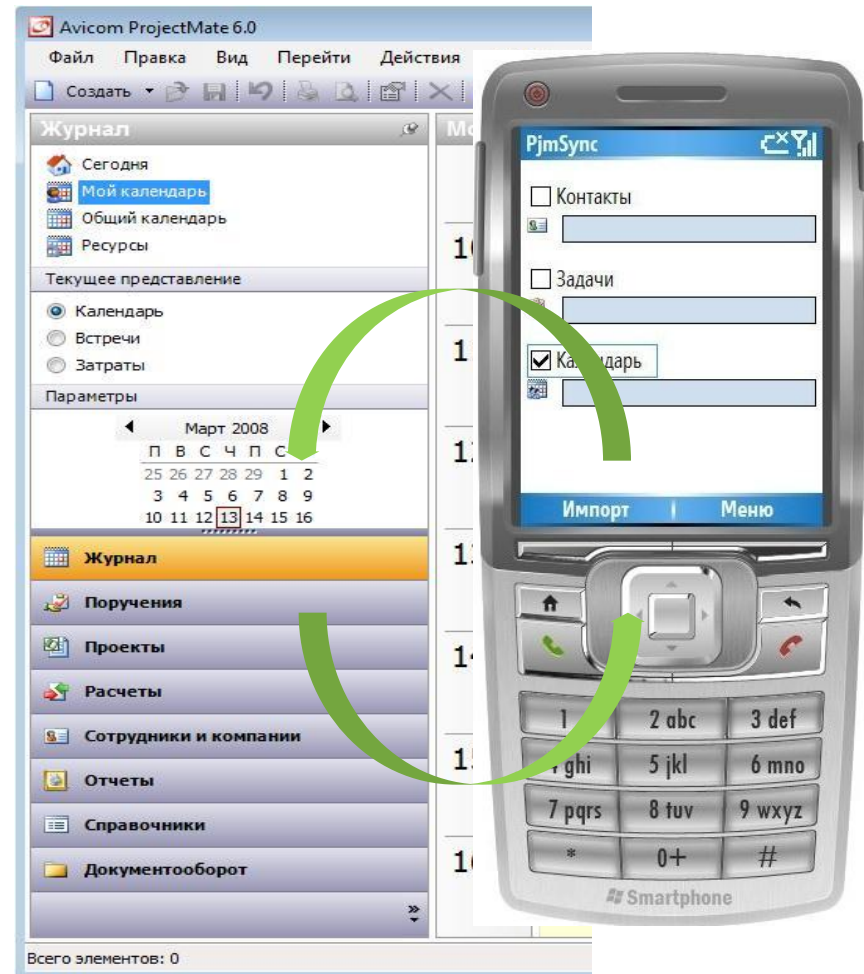 Avicom ProjectMate 6.0
Файл Правка Вид Перейти Действия
Создать
Журнал
Сегодня
Мой календарь
Общий календарь
Ресурсы
Текущее представление
Календарь
Встречи
Затраты
Параметры
Март 2008
П В С Ч П С
25 26 27 28 29 1 2
3 4 5 6 7 8 9
10 11 12 13 14 15 16
Журнал
Поручения
Проекты
Расчеты
Сотрудники и компании
Отчеты
Справочники
Документооборот
Всего элементов: 0
PjmSync
Контакты
Задачи
Календарь
Импорт Меню
1 2 abc 3 def
ghi 5 jkl 6 mno
7 pqrs 8 tuv 9 wxyz
* 0+ #
Smartphone